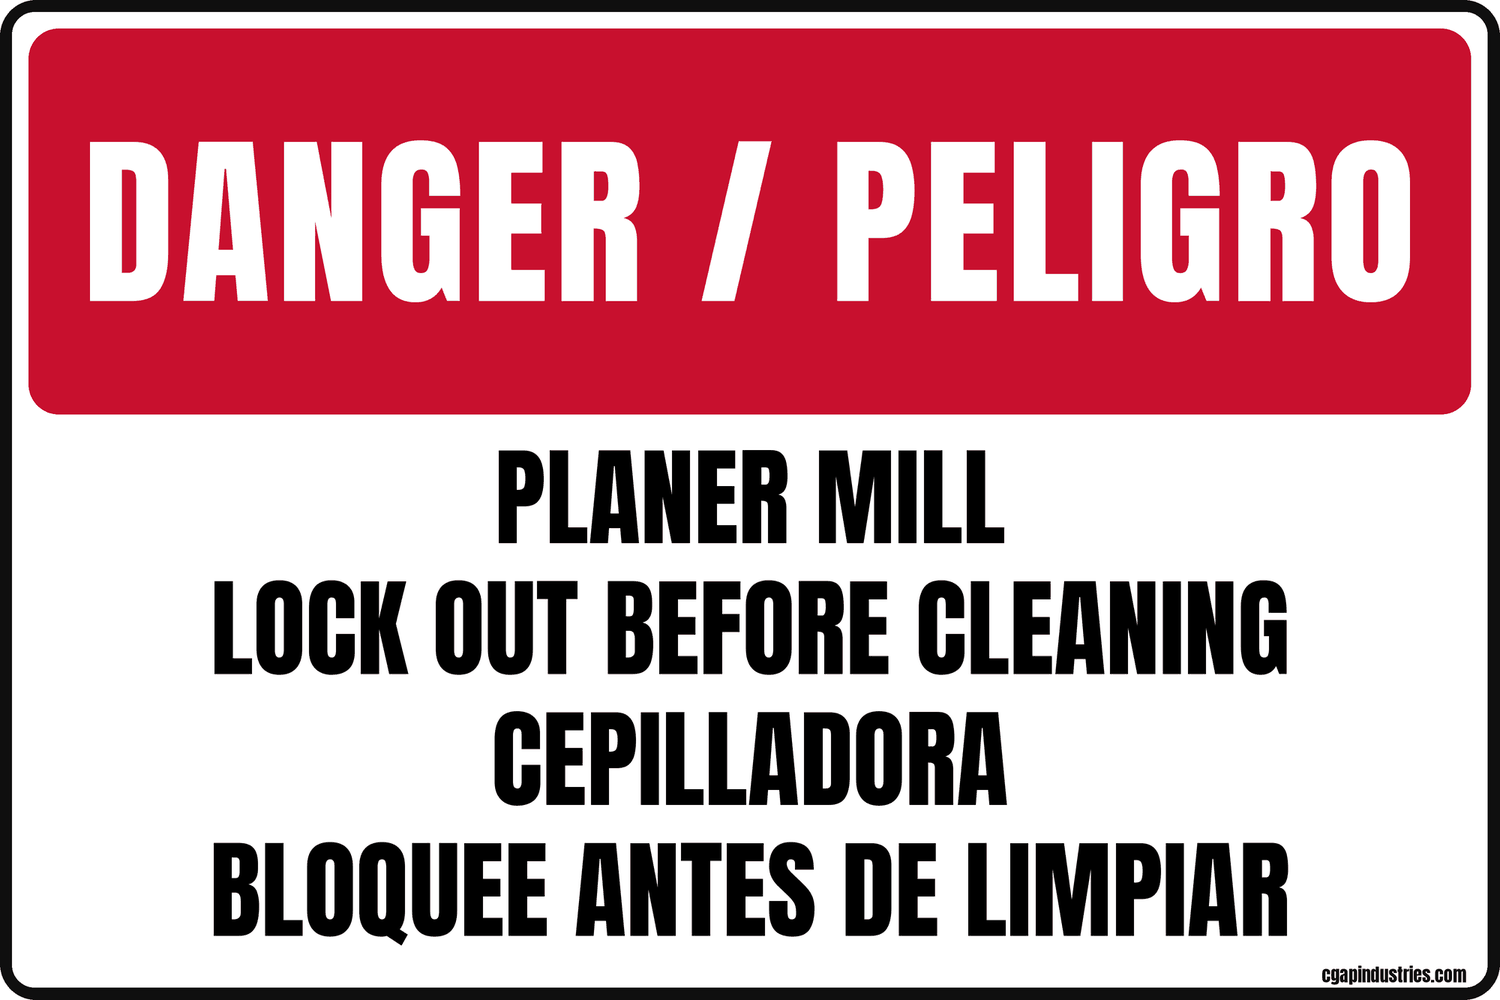 DANGER / PELIGRO
PLANER MILL
LOCK OUT BEFORE CLEANING
CEPILLADORA
BLOQUEE ANTES DE LIMPIAR
cgapindustries.com